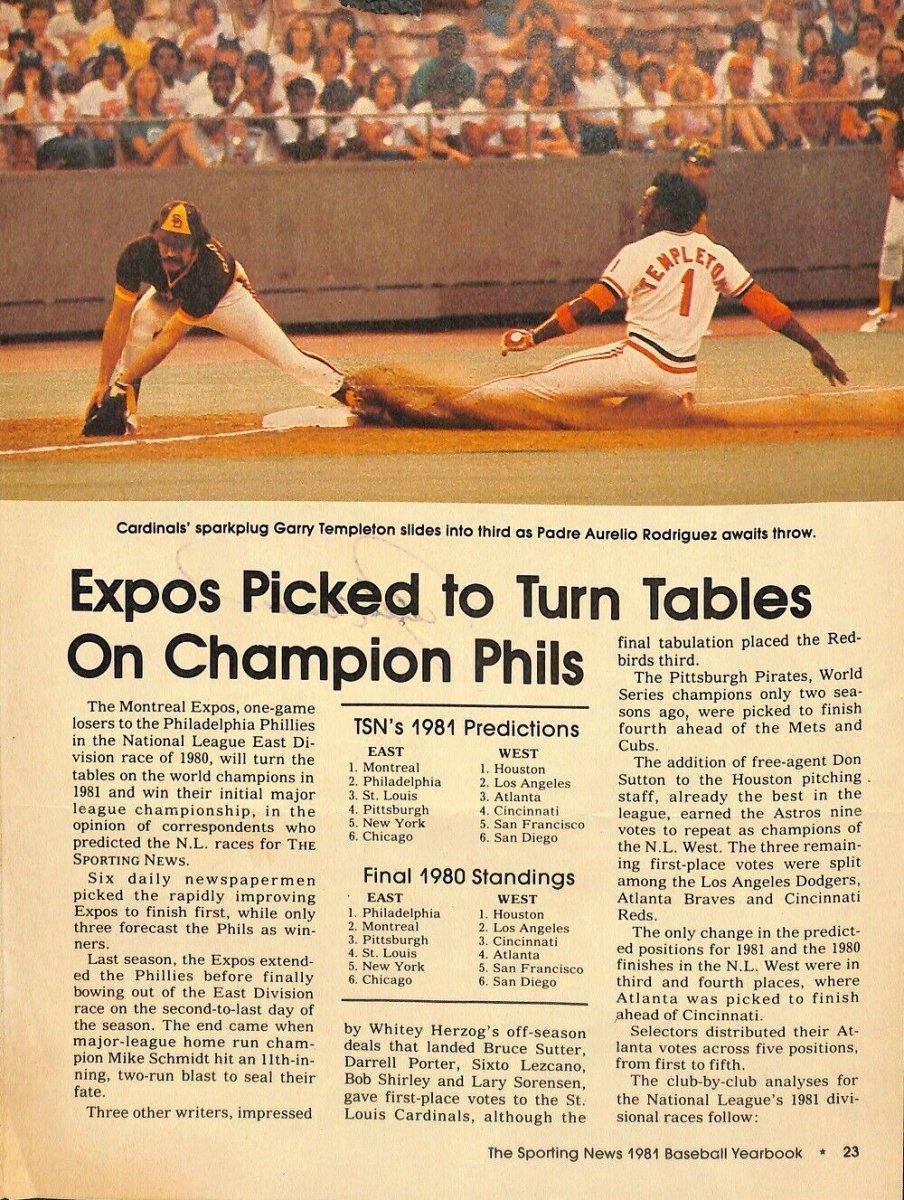 SD
TEMPLETON
1
1
Cardinals' sparkplug Garry Templeton slides into third as Padre Aurelio Rodriguez awaits throw.
Expos Picked to Turn Tables
On Champion Phils
The Montreal Expos, one-game
losers to the Philadelphia Phillies
in the National League East Di-
vision race of 1980, will turn the
tables on the world champions in
1981 and win their initial major
league championship, in the
opinion of correspondents who
predicted the N.L. races for THE
SPORTING NEWS.
Six daily newspapermen
picked the rapidly improving
Expos to finish first, while only
three forecast the Phils as win-
ners.
Last season, the Expos extend-
ed the Phillies before finally
bowing out of the East Division
race on the second-to-last day of
the season. The end came when
major-league home run cham-
pion Mike Schmidt hit an 11th-in-
ning, two-run blast to seal their
fate.
Three other writers, impressed
TSN's 1981 Predictions
EAST
1. Montreal
2. Philadelphia
3. St. Louis
4. Pittsburgh
5. New York
6. Chicago
WEST
1. Houston
2. Los Angeles
3. Atlanta
4. Cincinnati
5. San Francisco
6. San Diego
Final 1980 Standings
EAST
1. Philadelphia
2. Montreal
3. Pittsburgh
4. St. Louis
5. New York
6. Chicago
WEST
1. Houston
2. Los Angeles
3. Cincinnati
4. Atlanta
5. San Francisco
6. San Diego
by Whitey Herzog's off-season
deals that landed Bruce Sutter,
Darrell Porter, Sixto Lezcano,
Bob Shirley and Lary Sorensen,
gave first-place votes to the St.
Louis Cardinals, although the
final tabulation placed the Red-
birds third.
The Pittsburgh Pirates, World
Series champions only two sea-
sons ago, were picked to finish
fourth ahead of the Mets and
Cubs.
The addition of free-agent Don
Sutton to the Houston pitching
staff, already the best in the
league, earned the Astros nine
votes to repeat as champions of
the N.L. West. The three remain-
ing first-place votes were split
among the Los Angeles Dodgers,
Atlanta Braves and Cincinnati
Reds.
The only change in the predict-
ed positions for 1981 and the 1980
finishes in the N.L. West were in
third and fourth places, where
Atlanta was picked to finish
ahead of Cincinnati.
Selectors distributed their At-
lanta votes across five positions,
from first to fifth.
The club-by-club analyses for
the National League's 1981 divi-
sional races follow:
The Sporting News 1981 Baseball Yearbook * 23